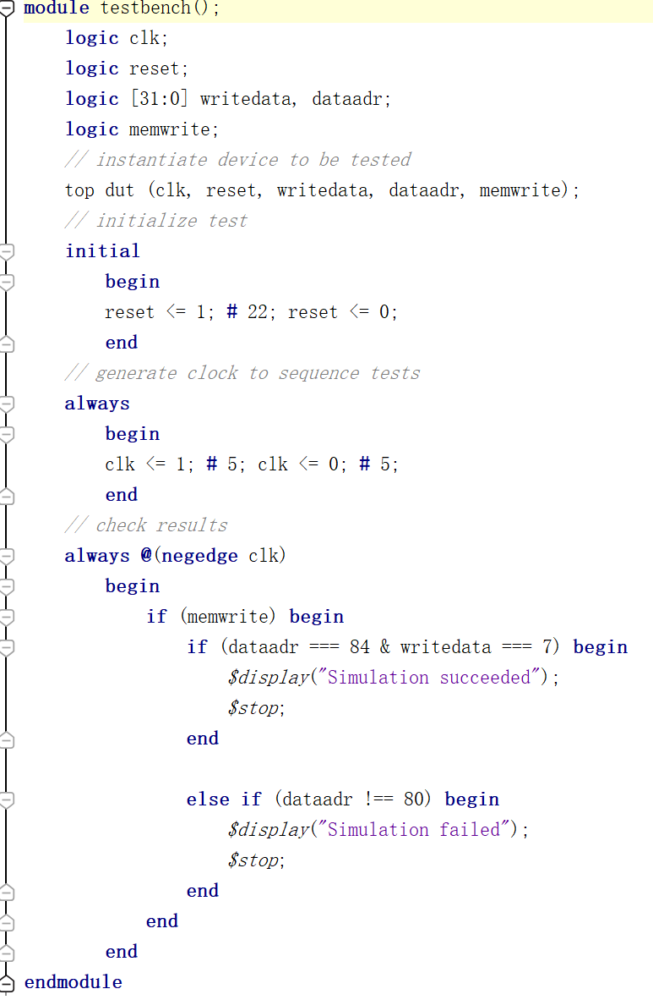 module testbench();
logic clk;
logic reset;
logic [31:0] writedata, dataadr;
logic memwrite;
// instantiate device to be tested
top dut (clk, reset, writedata, dataadr, memwrite);
// initialize test
initial
begin
reset <= 1; # 22; reset <= 0;
end
// generate clock to sequence tests
always
begin
clk <= 1; # 5; clk <= 0; # 5;
end
// check results
always @(negedge clk)
begin
if (memwrite) begin
if (dataadr === 84 & writedata === 7) begin
$display("Simulation succeeded");
$stop;
end
else if (dataadr !== 80) begin
$display("Simulation failed");
$stop;
end
end
end
endmodule